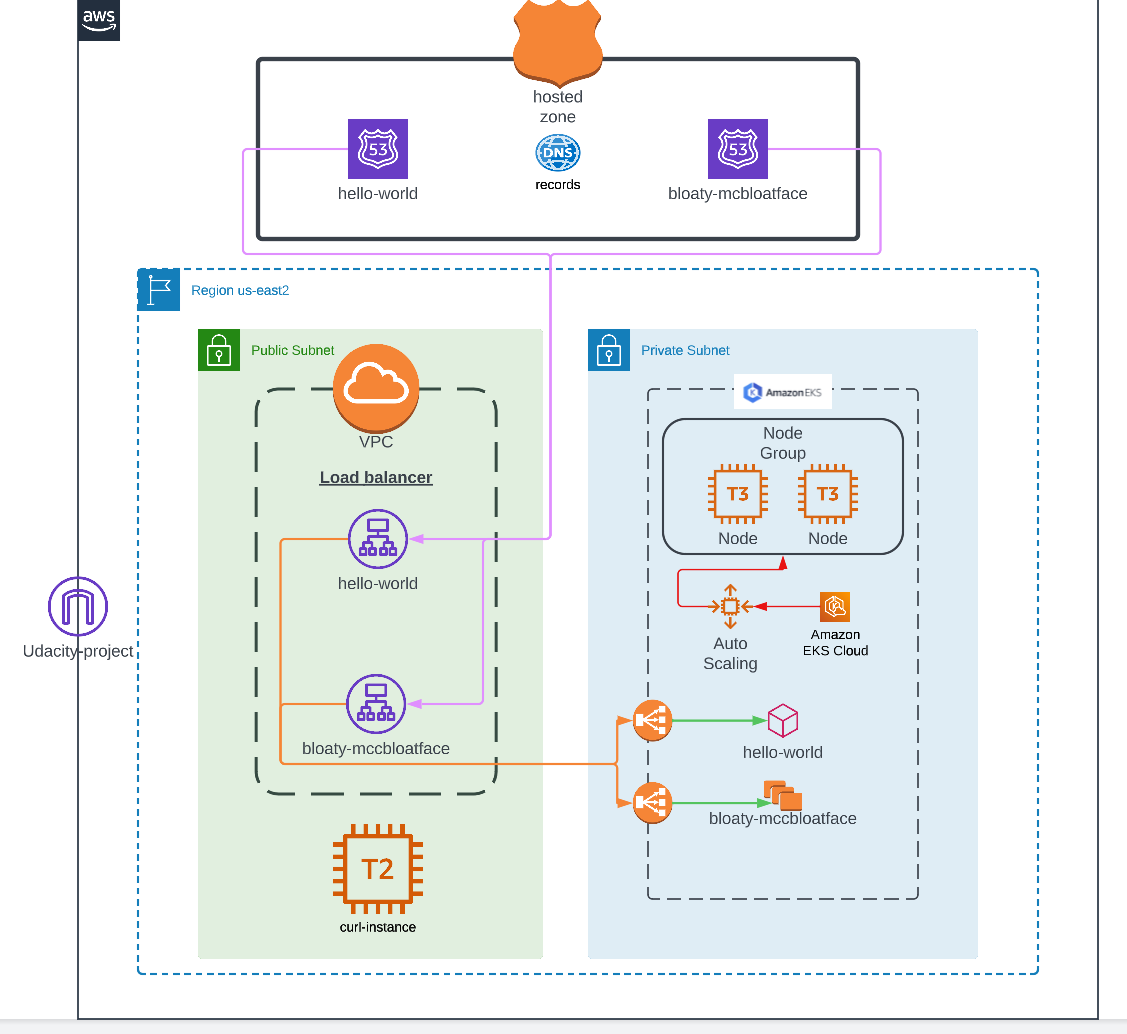 aws
hosted
zone
53
DNS
53
hello-world
records
bloaty-mcbloatface
Region us-east2
Public Subnet
Private Subnet
Amazon EKS
VPC
Node
Group
Load balancer
T3
T3
Node
Node
hello-world
Udacity-project
Auto
Scaling
Amazon
EKS Cloud
bloaty-mccbloatface
hello-world
bloaty-mccbloatface
T2
curl-instance